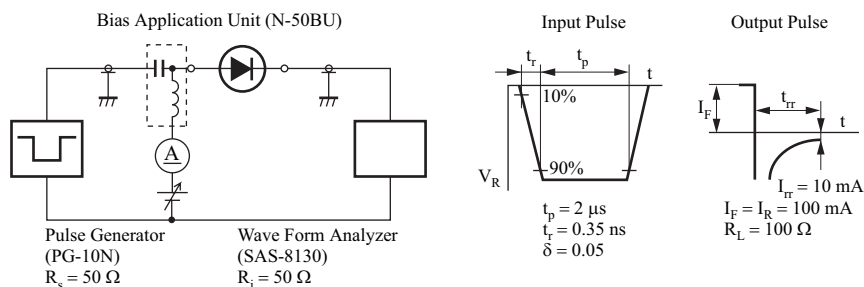 Bias Application Unit (N-50BU)
A
Pulse Generator
(PG-10N)
R_s = 50 Ω
Wave Form Analyzer
(SAS-8130)
R_i = 50 Ω
Input Pulse
t_r
t_p
t
10%
90%
V_R
t_p = 2 μs
t_r = 0.35 ns
δ = 0.05
Output Pulse
I_F
t_rr
t
I_rr = 10 mA
I_F = I_R = 100 mA
R_L = 100 Ω